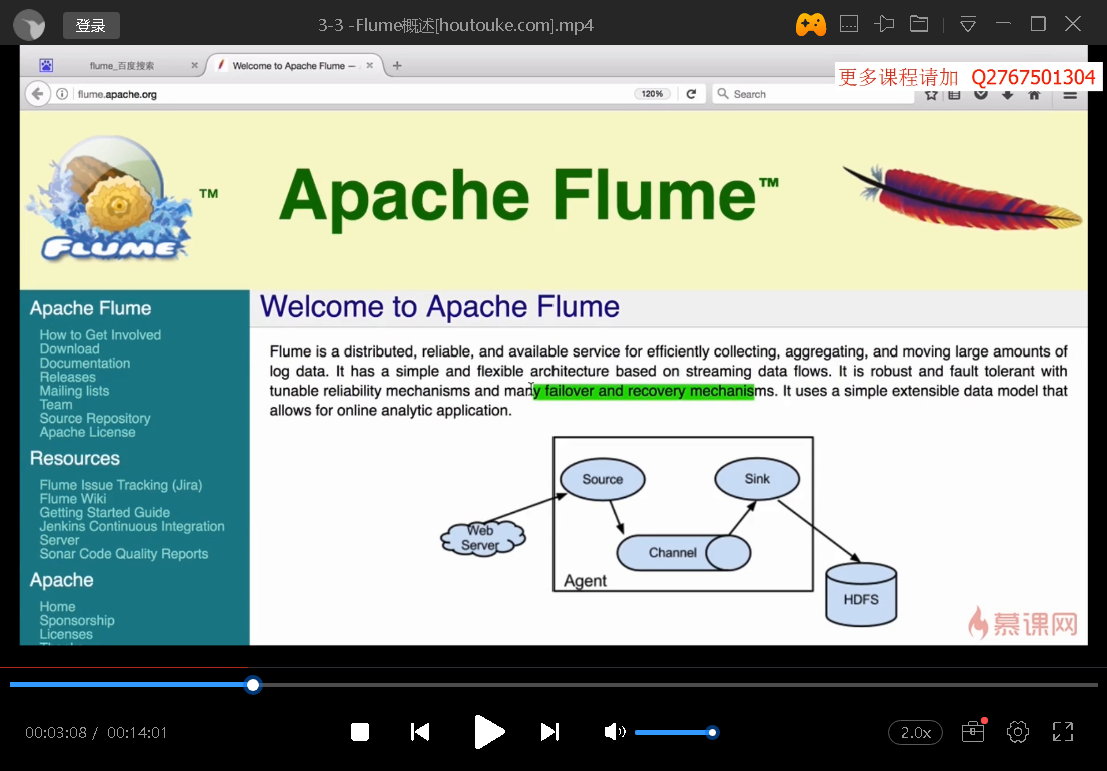 登录
3-3 -Flume概述[houtouke.com].mp4
flume_百度搜索
Welcome to Apache Flume —
更多课程请加 Q2767501304
flume.apache.org
120%
Search
FLUME
TM
Apache Flume™
Apache Flume
How to Get Involved
Download
Documentation
Releases
Mailing lists
Team
Source Repository
Apache License
Resources
Flume Issue Tracking (Jira)
Flume Wiki
Getting Started Guide
Jenkins Continuous Integration
Server
Sonar Code Quality Reports
Apache
Home
Sponsorship
Licenses
Welcome to Apache Flume
Flume is a distributed, reliable, and available service for efficiently collecting, aggregating, and moving large amounts of
log data. It has a simple and flexible architecture based on streaming data flows. It is robust and fault tolerant with
tunable reliability mechanisms and many failover and recovery mechanisms. It uses a simple extensible data model that
allows for online analytic application.
Source
Sink
Web
Server
Channel
Agent
HDFS
慕课网
00:03:08 / 00:14:01
2.0x